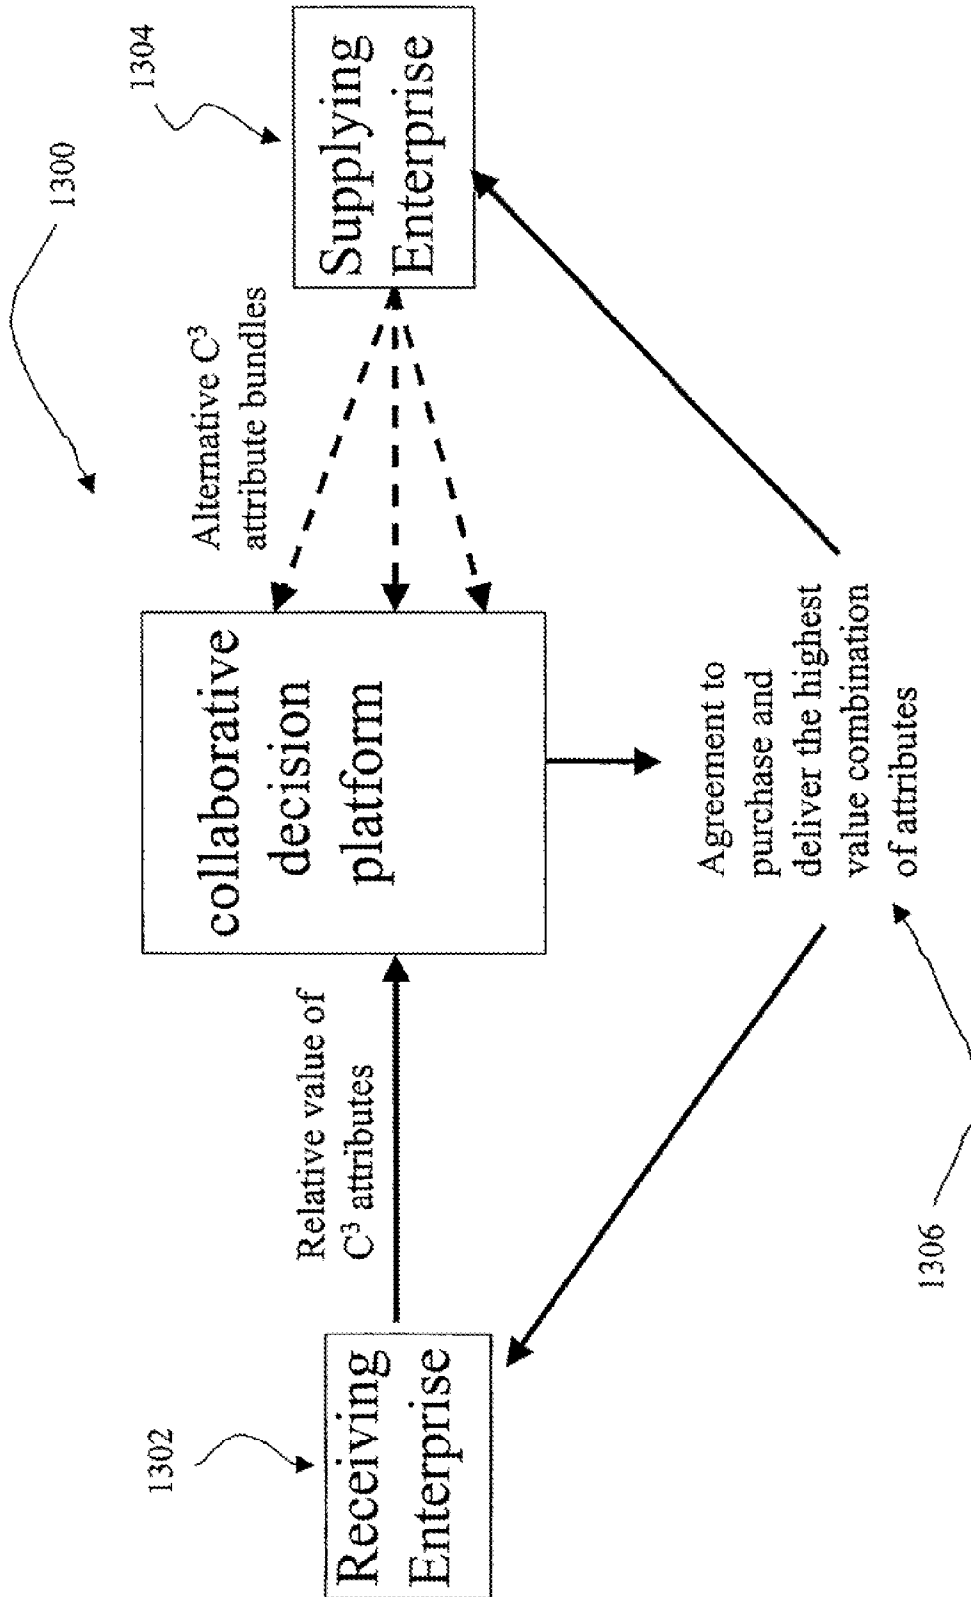 1300
1302
1304
Receiving
Enterprise
Relative value of
C³ attributes
collaborative
decision
platform
Alternative C³
attribute bundles
Supplying
Enterprise
Agreement to
purchase and
deliver the highest
value combination
of attributes
1306